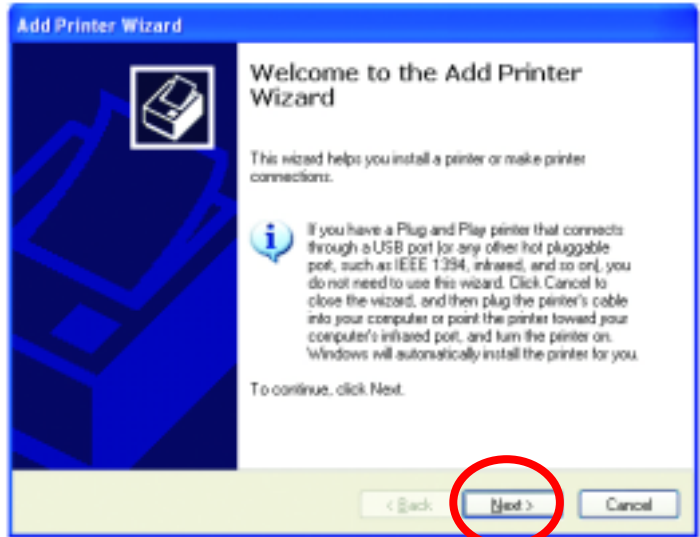 Add Printer Wizard
Welcome to the Add Printer
Wizard
This wizard helps you install a printer or make printer
connections.
If you have a Plug and Play printer that connects
through a USB port (or any other hot pluggable
port, such as IEEE 1394, infrared, and so on), you
do not need to use this wizard. Click Cancel to
close the wizard, and then plug the printer's cable
into your computer or point the printer toward your
computer's infrared port, and turn the printer on.
Windows will automatically install the printer for you.
To continue, click Next.
< Back Next > Cancel